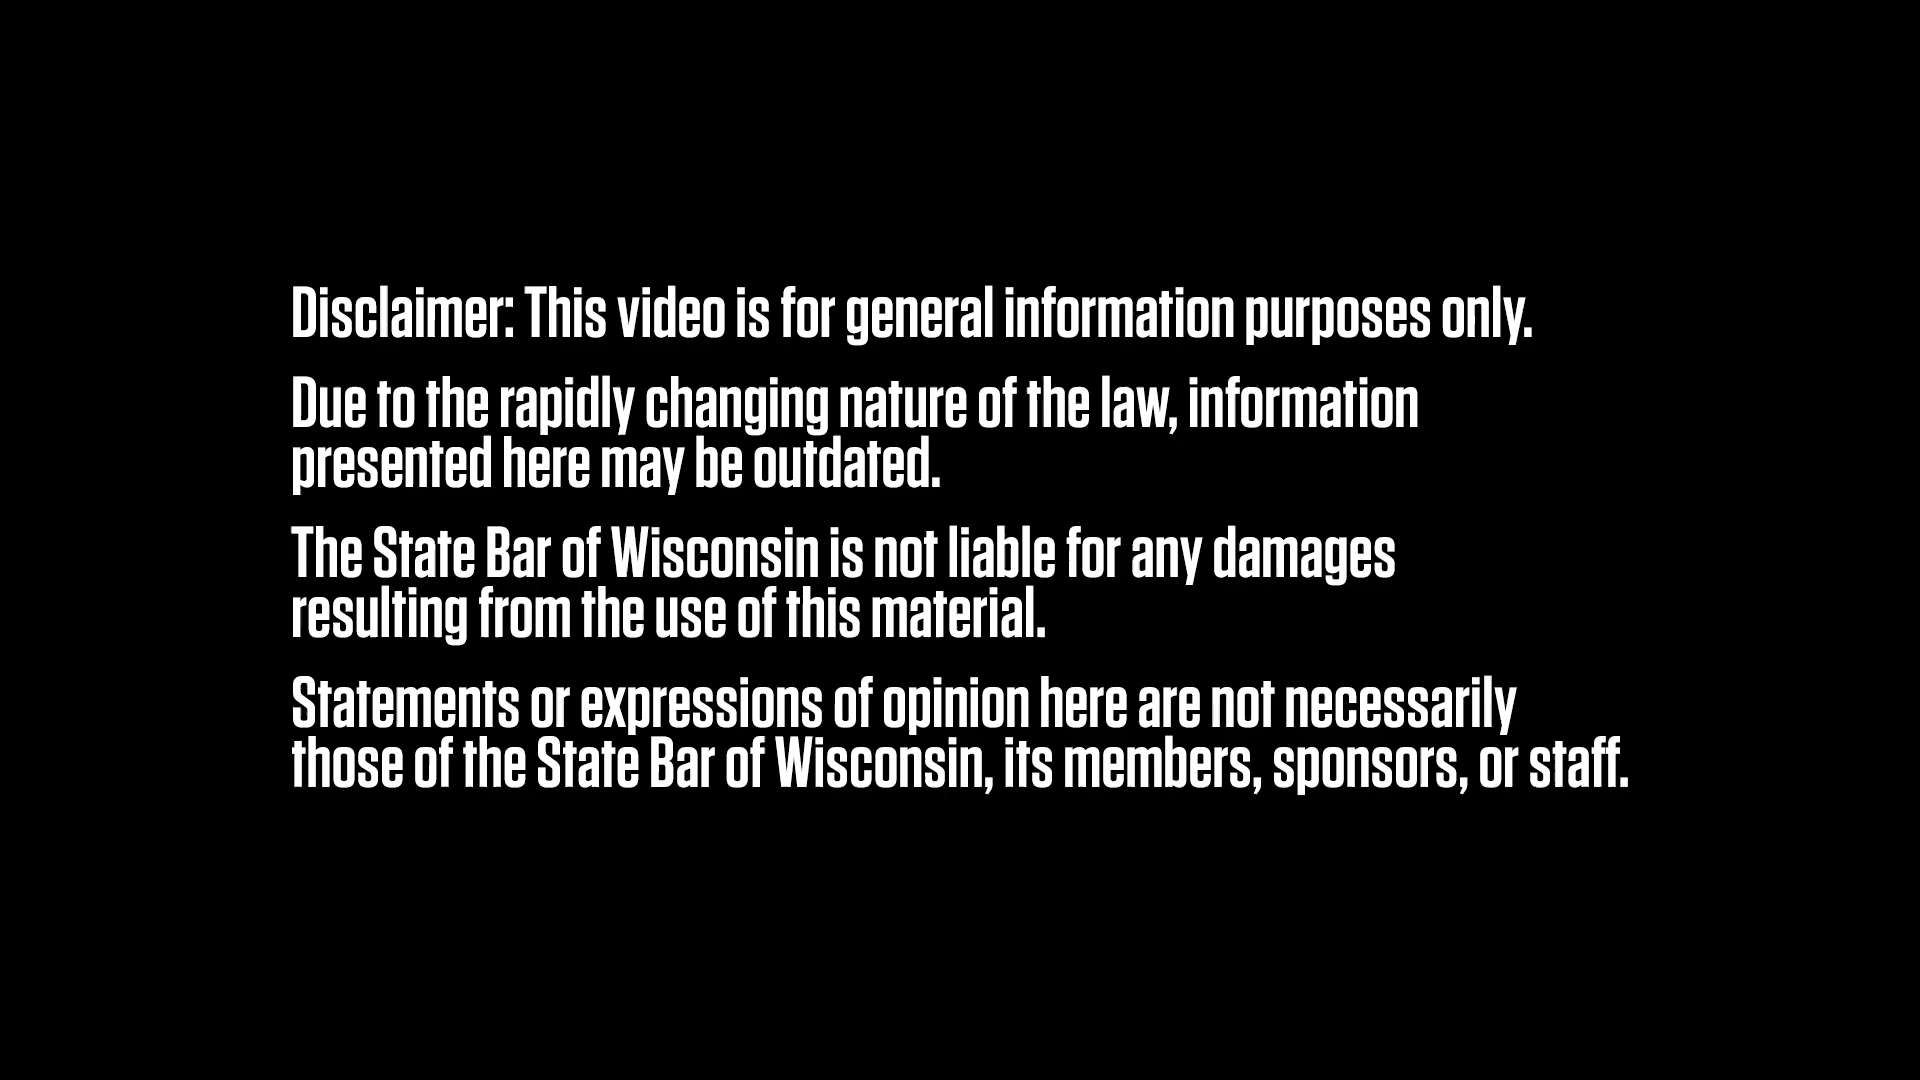 Disclaimer: This video is for general information purposes only.
Due to the rapidly changing nature of the law, information
presented here may be outdated.
The State Bar of Wisconsin is not liable for any damages
resulting from the use of this material.
Statements or expressions of opinion here are not necessarily
those of the State Bar of Wisconsin, its members, sponsors, or staff.